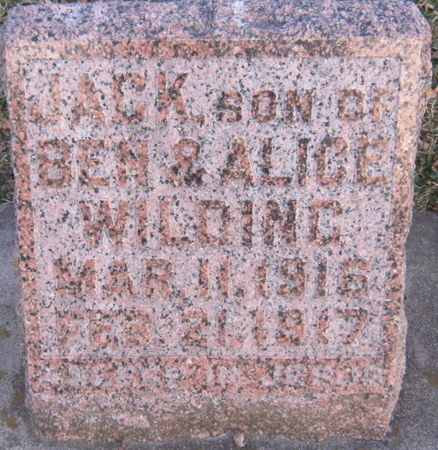 JACK, SON OF
BEN & ALICE
WILDING
MAR. 11, 1916
FEB. 21, 1917